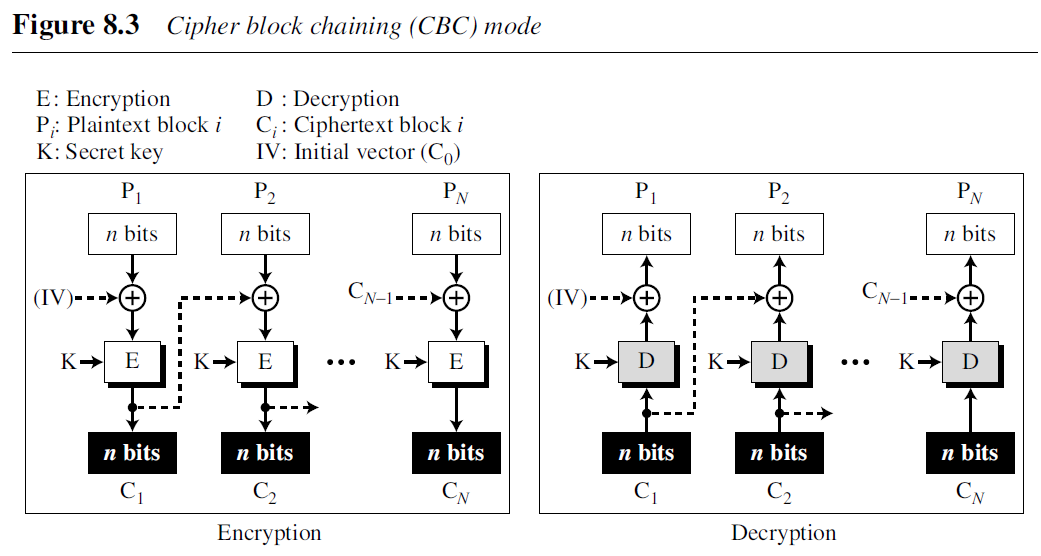 Figure 8.3 Cipher block chaining (CBC) mode
E: Encryption D : Decryption
Pi: Plaintext block i Ci: Ciphertext block i
K: Secret key IV: Initial vector (C0)
P1 P2 PN
n bits n bits n bits
(IV) CN–1
K E K E ••• K E
n bits n bits n bits
C1 C2 CN
Encryption
P1 P2 PN
n bits n bits n bits
(IV) CN–1
K D K D ••• K D
n bits n bits n bits
C1 C2 CN
Decryption